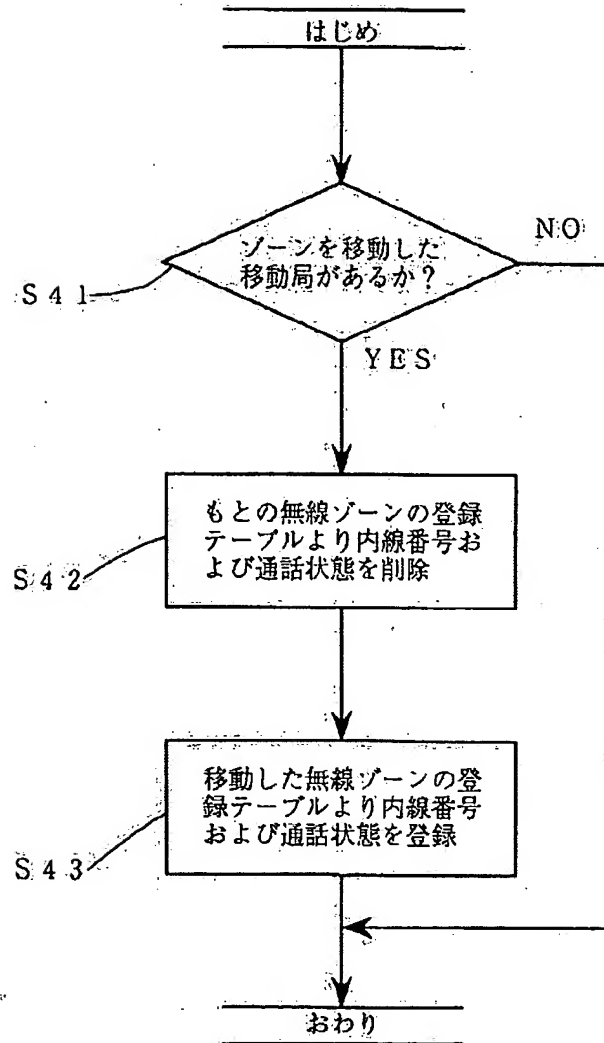 はじめ
ゾーンを移動した
移動局があるか？
NO
S41
YES
もとの無線ゾーンの登録
テーブルより内線番号お
よび通話状態を削除
S42
移動した無線ゾーンの登
録テーブルより内線番号
および通話状態を登録
S43
おわり